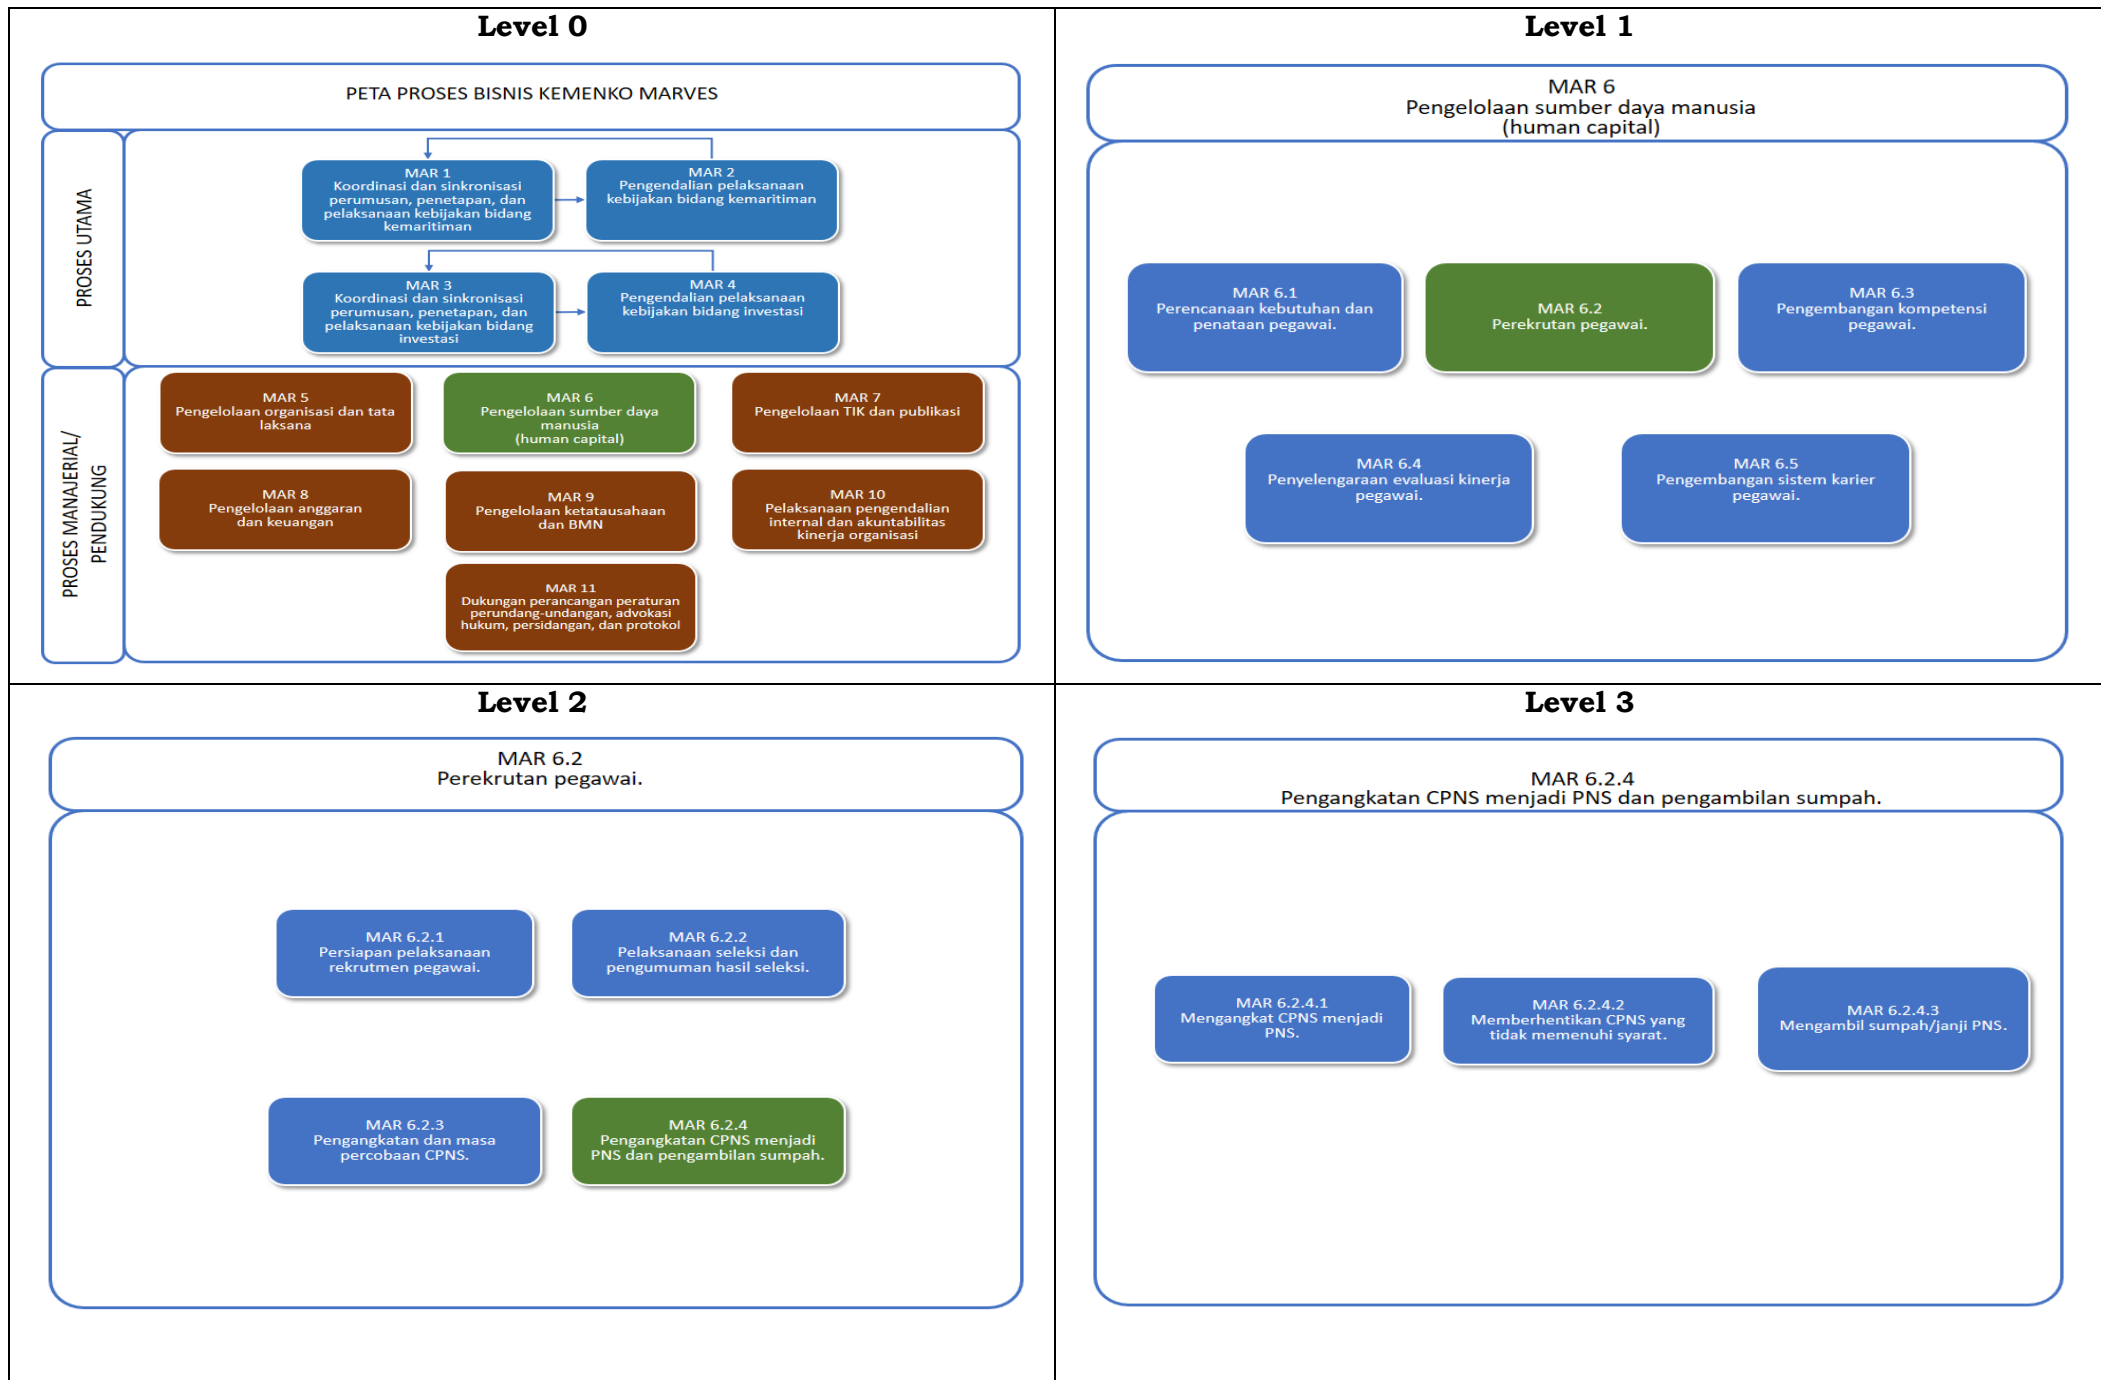 Level 0
PETA PROSES BISNIS KEMENKO MARVES
PROSES UTAMA
MAR 1
Koordinasi dan sinkronisasi
perumusan, penetapan, dan
pelaksanaan kebijakan bidang
kemaritiman
MAR 2
Pengendalian pelaksanaan
kebijakan bidang kemaritiman
MAR 3
Koordinasi dan sinkronisasi
perumusan, penetapan, dan
pelaksanaan kebijakan bidang
investasi
MAR 4
Pengendalian pelaksanaan
kebijakan bidang investasi
PROSES MANAJERIAL/
PENDUKUNG
MAR 5
Pengelolaan organisasi dan tata
laksana
MAR 6
Pengelolaan sumber daya
manusia
(human capital)
MAR 7
Pengelolaan TIK dan publikasi
MAR 8
Pengelolaan anggaran
dan keuangan
MAR 9
Pengelolaan ketatausahaan
dan BMN
MAR 10
Pelaksanaan pengendalian
internal dan akuntabilitas
kinerja organisasi
MAR 11
Dukungan perancangan peraturan
perundang-undangan, advokasi
hukum, persidangan, dan protokol
Level 1
MAR 6
Pengelolaan sumber daya manusia
(human capital)
MAR 6.1
Perencanaan kebutuhan dan
penataan pegawai.
MAR 6.2
Perekrutan pegawai.
MAR 6.3
Pengembangan kompetensi
pegawai.
MAR 6.4
Penyelengaraan evaluasi kinerja
pegawai.
MAR 6.5
Pengembangan sistem karier
pegawai.
Level 2
MAR 6.2
Perekrutan pegawai.
MAR 6.2.1
Persiapan pelaksanaan
rekrutmen pegawai.
MAR 6.2.2
Pelaksanaan seleksi dan
pengumuman hasil seleksi.
MAR 6.2.3
Pengangkatan dan masa
percobaan CPNS.
MAR 6.2.4
Pengangkatan CPNS menjadi
PNS dan pengambilan sumpah.
Level 3
MAR 6.2.4
Pengangkatan CPNS menjadi PNS dan pengambilan sumpah.
MAR 6.2.4.1
Mengangkat CPNS menjadi
PNS.
MAR 6.2.4.2
Memberhentikan CPNS yang
tidak memenuhi syarat.
MAR 6.2.4.3
Mengambil sumpah/janji PNS.